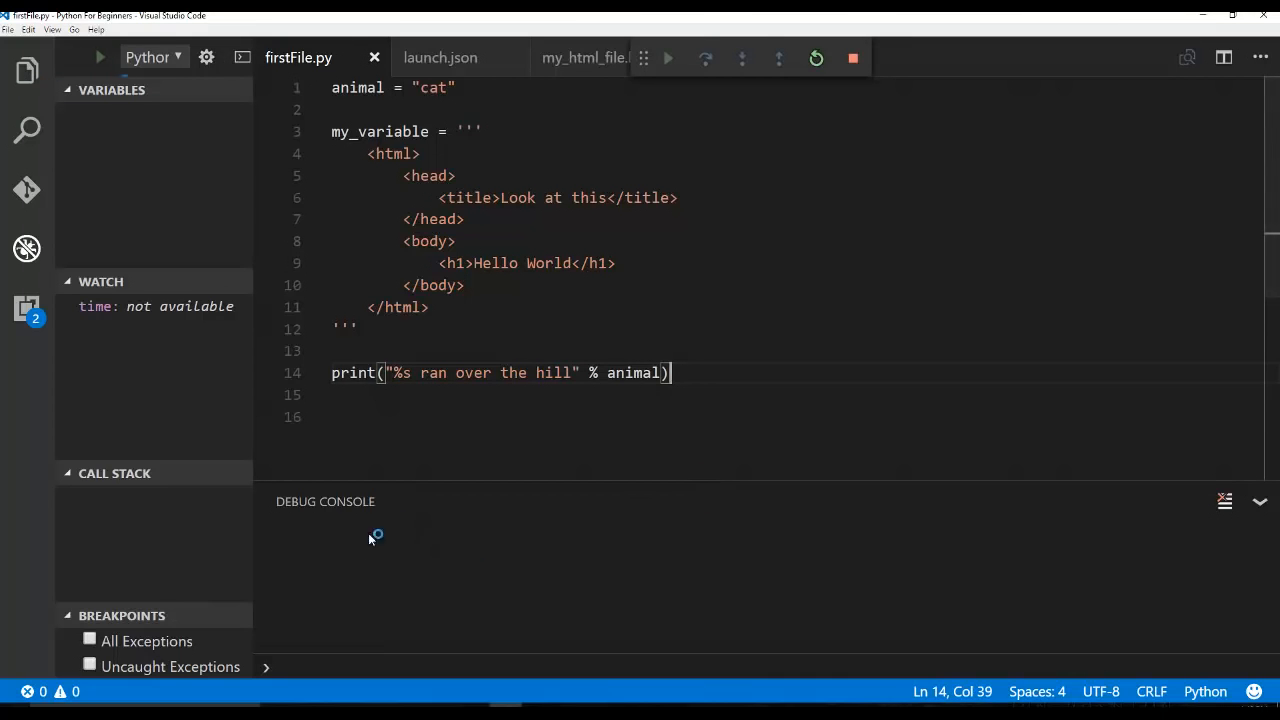 firstFile.py - Python For Beginners - Visual Studio Code
File Edit View Go Help
Python
firstFile.py
launch.json
my_html_file.
VARIABLES
WATCH
time: not available
CALL STACK
BREAKPOINTS
All Exceptions
Uncaught Exceptions
2
1 animal = "cat"
2
3 my_variable = '''
4 <html>
5 <head>
6 <title>Look at this</title>
7 </head>
8 <body>
9 <h1>Hello World</h1>
10 </body>
11 </html>
12 '''
13
14 print("%s ran over the hill" % animal)
15
16
DEBUG CONSOLE
0 0
Ln 14, Col 39 Spaces: 4 UTF-8 CRLF Python